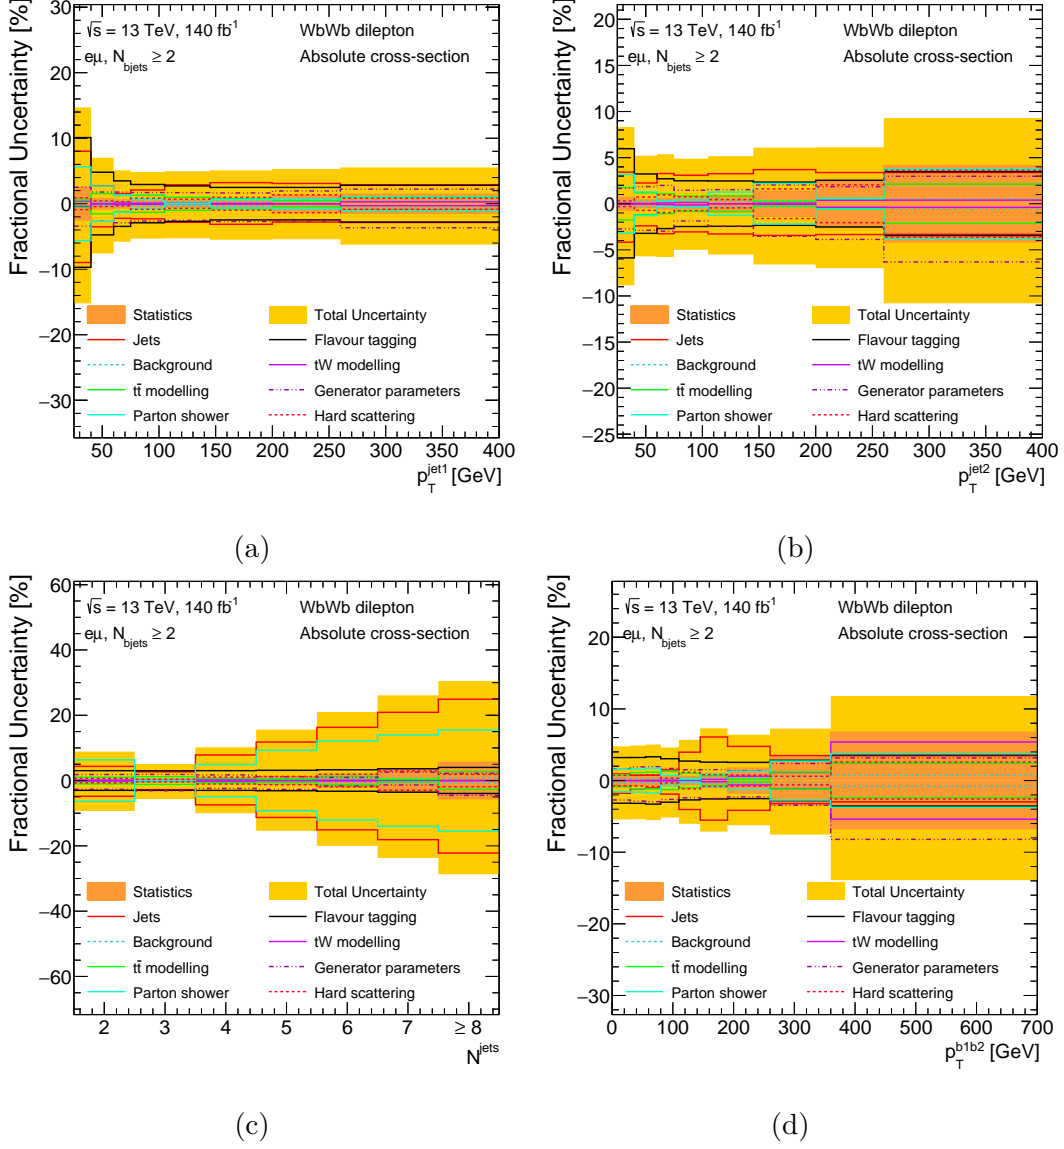 Fractional Uncertainty [%]
√s = 13 TeV, 140 fb⁻¹ WbWb dilepton
eμ, N_bjets ≥ 2 Absolute cross-section
30
20
10
0
−10
−20
−30
Statistics Total Uncertainty
Jets Flavour tagging
Background tW modelling
tt̄ modelling Generator parameters
Parton shower Hard scattering
50 100 150 200 250 300 350 400
p_T^jet1 [GeV]
(a)
Fractional Uncertainty [%]
√s = 13 TeV, 140 fb⁻¹ WbWb dilepton
eμ, N_bjets ≥ 2 Absolute cross-section
20
15
10
5
0
−5
−10
−15
−20
−25
Statistics Total Uncertainty
Jets Flavour tagging
Background tW modelling
tt̄ modelling Generator parameters
Parton shower Hard scattering
50 100 150 200 250 300 350 400
p_T^jet2 [GeV]
(b)
Fractional Uncertainty [%]
√s = 13 TeV, 140 fb⁻¹ WbWb dilepton
eμ, N_bjets ≥ 2 Absolute cross-section
60
40
20
0
−20
−40
−60
Statistics Total Uncertainty
Jets Flavour tagging
Background tW modelling
tt̄ modelling Generator parameters
Parton shower Hard scattering
2 3 4 5 6 7 ≥ 8
N^jets
(c)
Fractional Uncertainty [%]
√s = 13 TeV, 140 fb⁻¹ WbWb dilepton
eμ, N_bjets ≥ 2 Absolute cross-section
20
10
0
−10
−20
−30
Statistics Total Uncertainty
Jets Flavour tagging
Background tW modelling
tt̄ modelling Generator parameters
Parton shower Hard scattering
0 100 200 300 400 500 600 700
p_T^b1b2 [GeV]
(d)